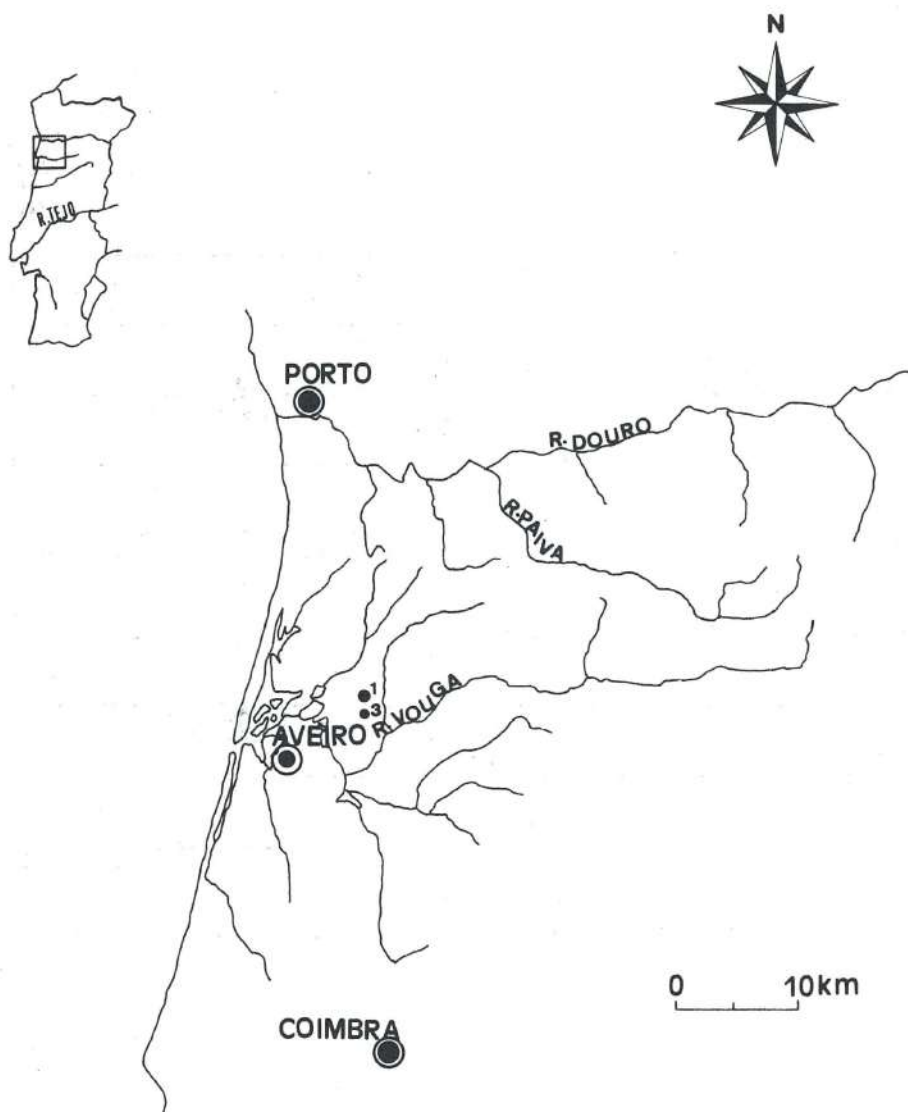 N
R.TEJO
PORTO
R. DOURO
R. PAIVA
1
3
R. VOUGA
AVEIRO
0 10km
COIMBRA